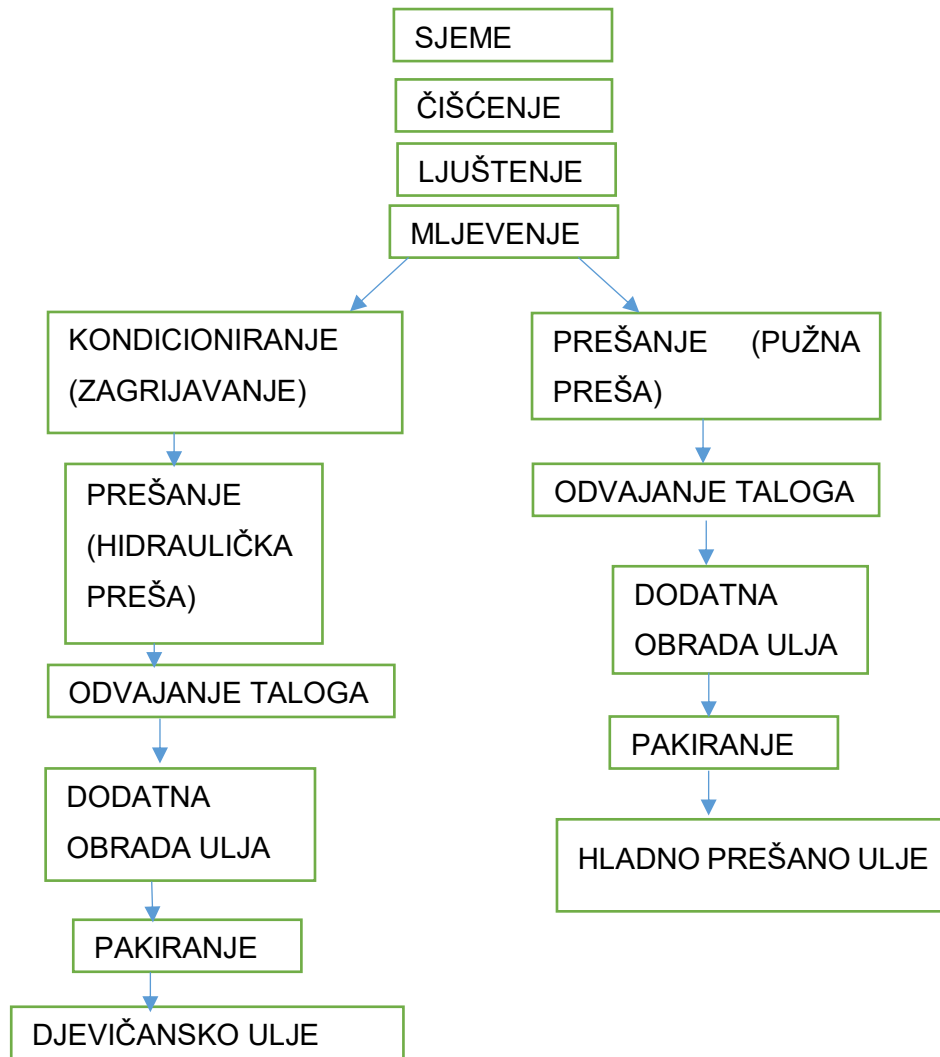 SJEME
ČIŠĆENJE
LJUŠTENJE
MLJEVENJE
KONDICIONIRANJE
(ZAGRIJAVANJE)
PREŠANJE
(HIDRAULIČKA
PREŠA)
ODVAJANJE TALOGA
DODATNA
OBRADA ULJA
PAKIRANJE
DJEVIČANSKO ULJE
PREŠANJE (PUŽNA
PREŠA)
ODVAJANJE TALOGA
DODATNA
OBRADA ULJA
PAKIRANJE
HLADNO PREŠANO ULJE